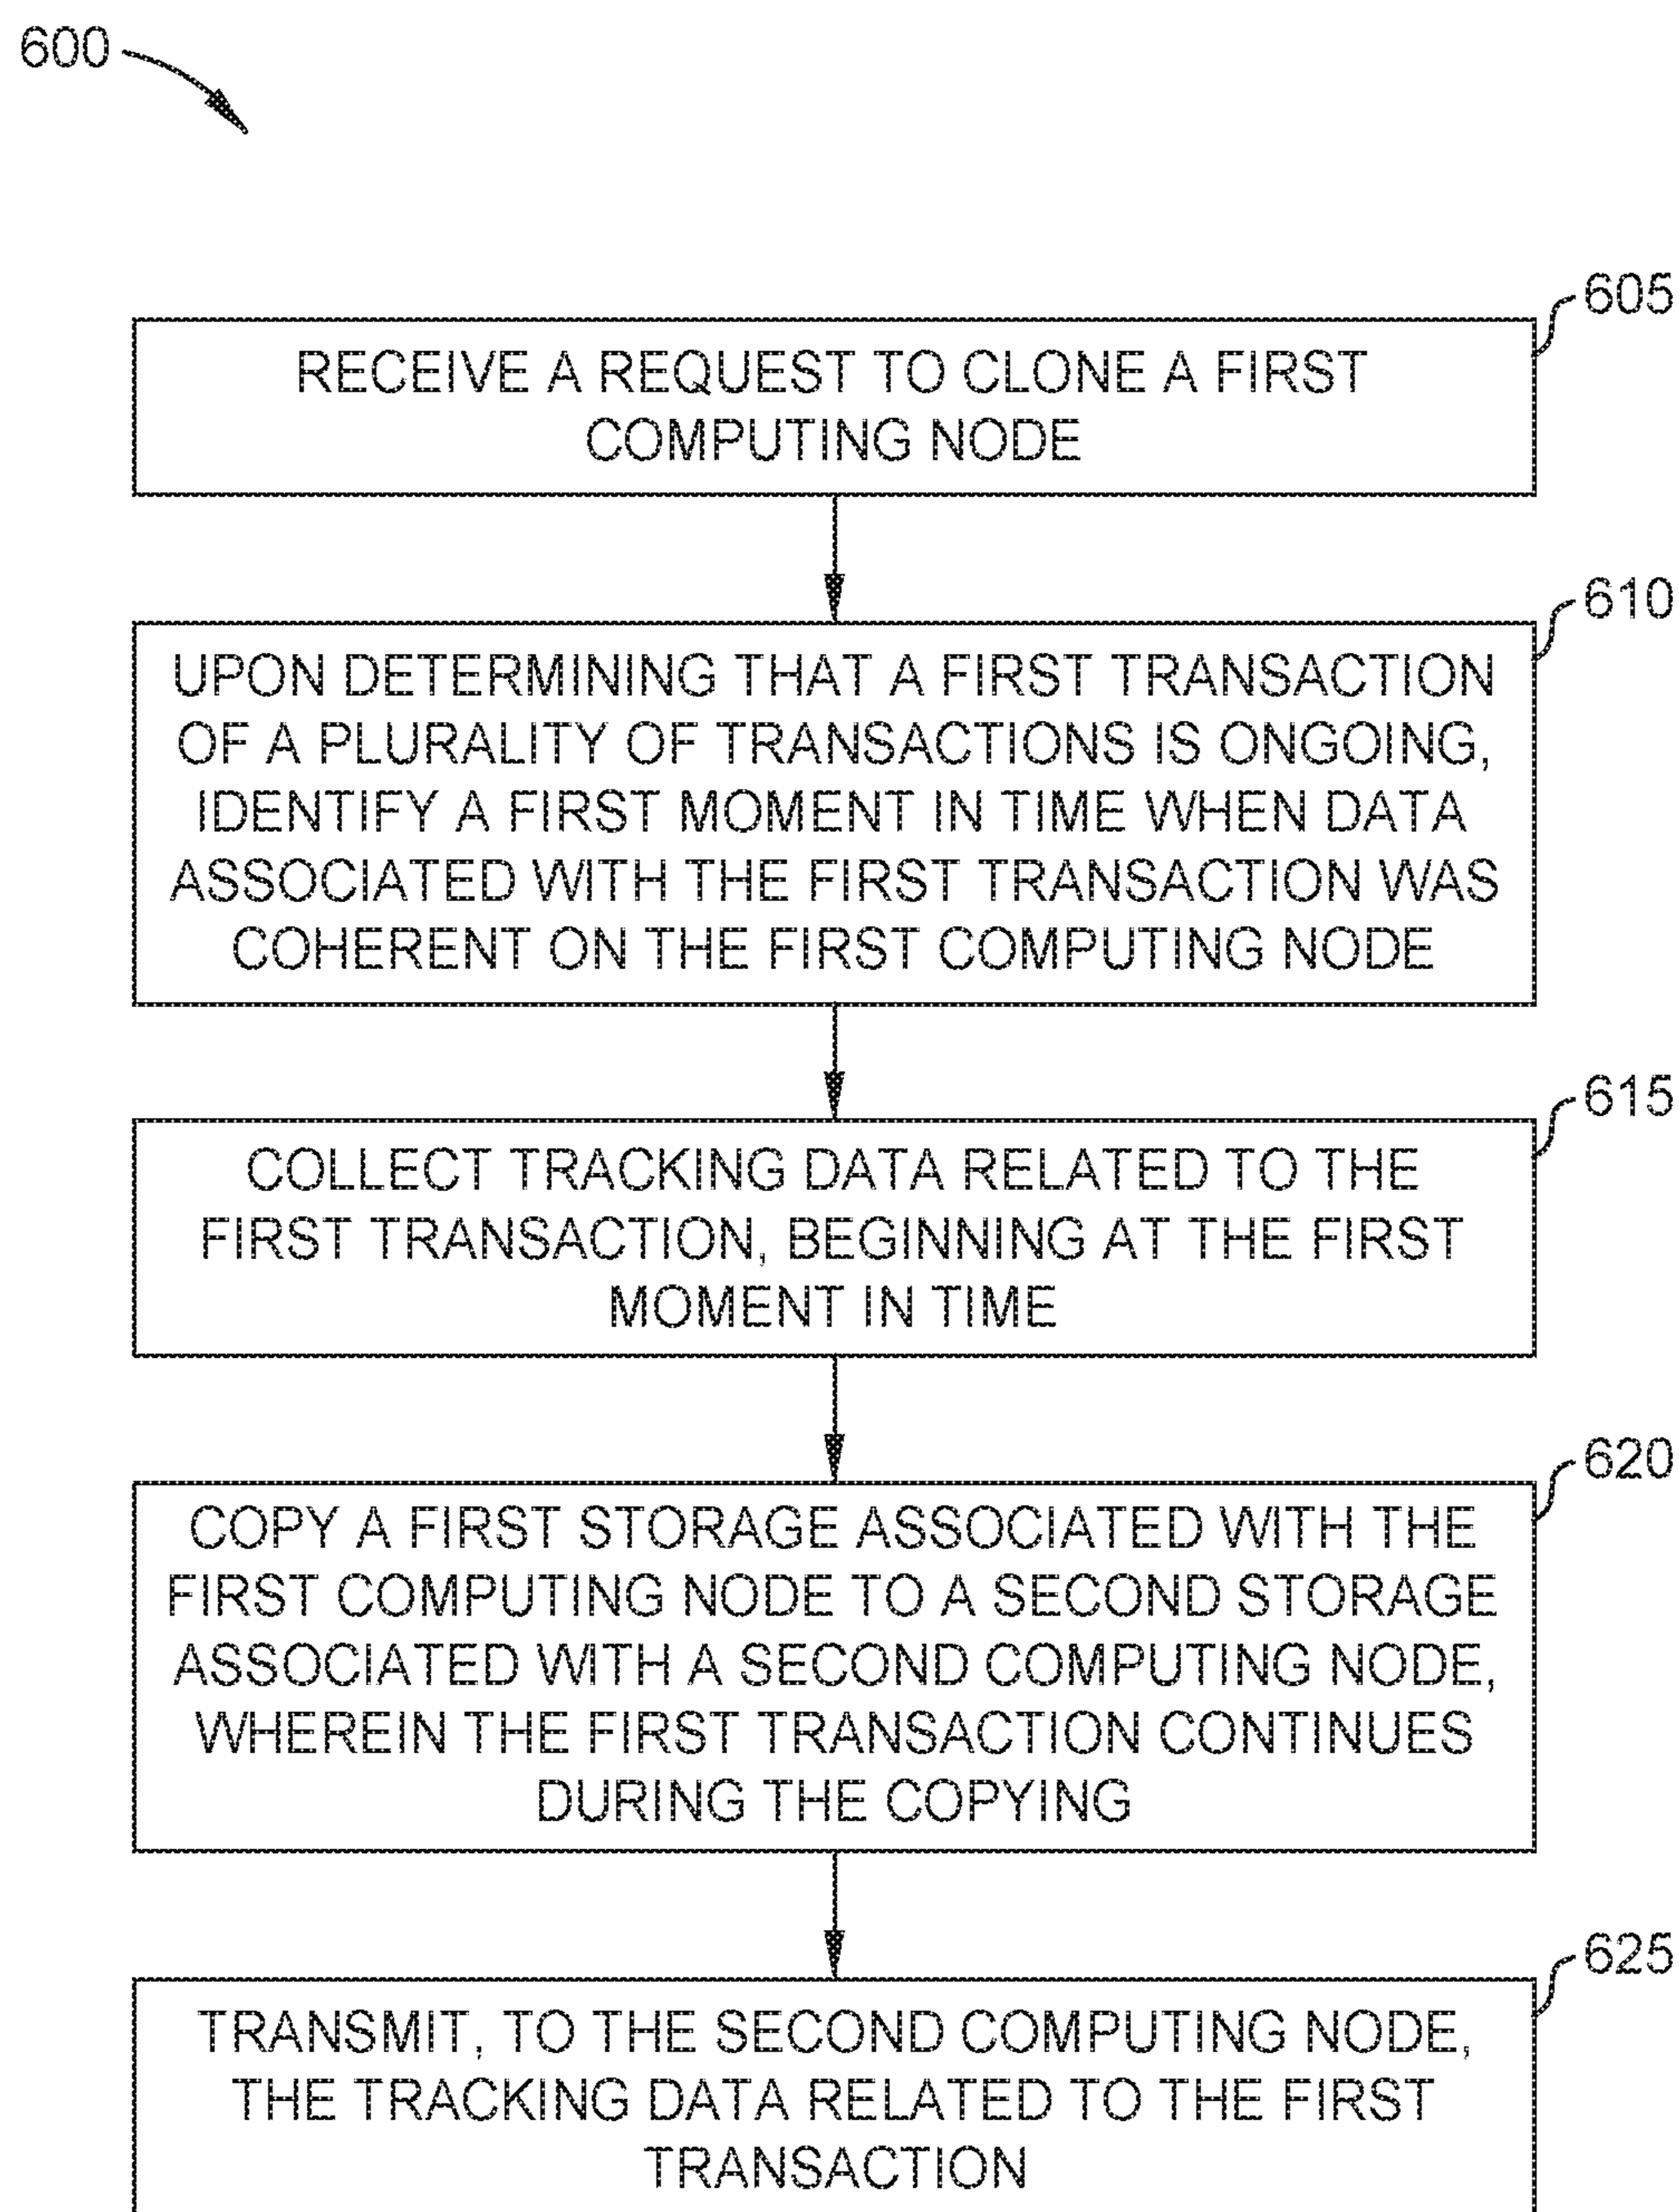 600
605
RECEIVE A REQUEST TO CLONE A FIRST
COMPUTING NODE
610
UPON DETERMINING THAT A FIRST TRANSACTION
OF A PLURALITY OF TRANSACTIONS IS ONGOING,
IDENTIFY A FIRST MOMENT IN TIME WHEN DATA
ASSOCIATED WITH THE FIRST TRANSACTION WAS
COHERENT ON THE FIRST COMPUTING NODE
615
COLLECT TRACKING DATA RELATED TO THE
FIRST TRANSACTION, BEGINNING AT THE FIRST
MOMENT IN TIME
620
COPY A FIRST STORAGE ASSOCIATED WITH THE
FIRST COMPUTING NODE TO A SECOND STORAGE
ASSOCIATED WITH A SECOND COMPUTING NODE,
WHEREIN THE FIRST TRANSACTION CONTINUES
DURING THE COPYING
625
TRANSMIT, TO THE SECOND COMPUTING NODE,
THE TRACKING DATA RELATED TO THE FIRST
TRANSACTION